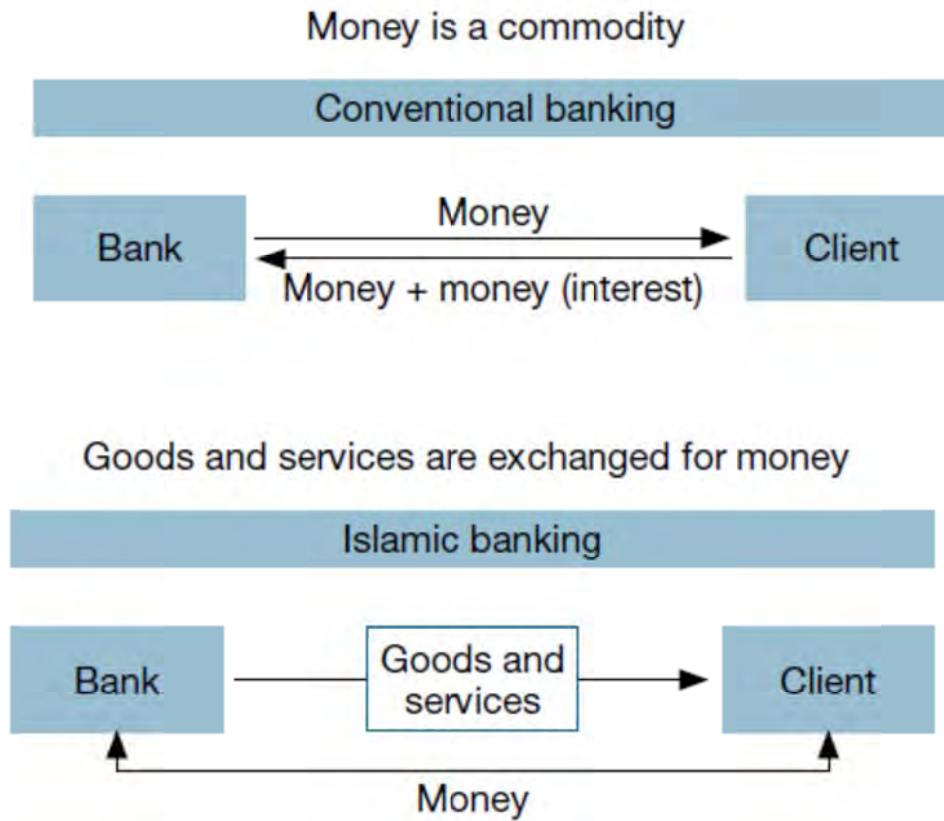 Money is a commodity
Conventional banking
Bank
Money
Client
Money + money (interest)
Goods and services are exchanged for money
Islamic banking
Bank
Goods and
services
Client
Money